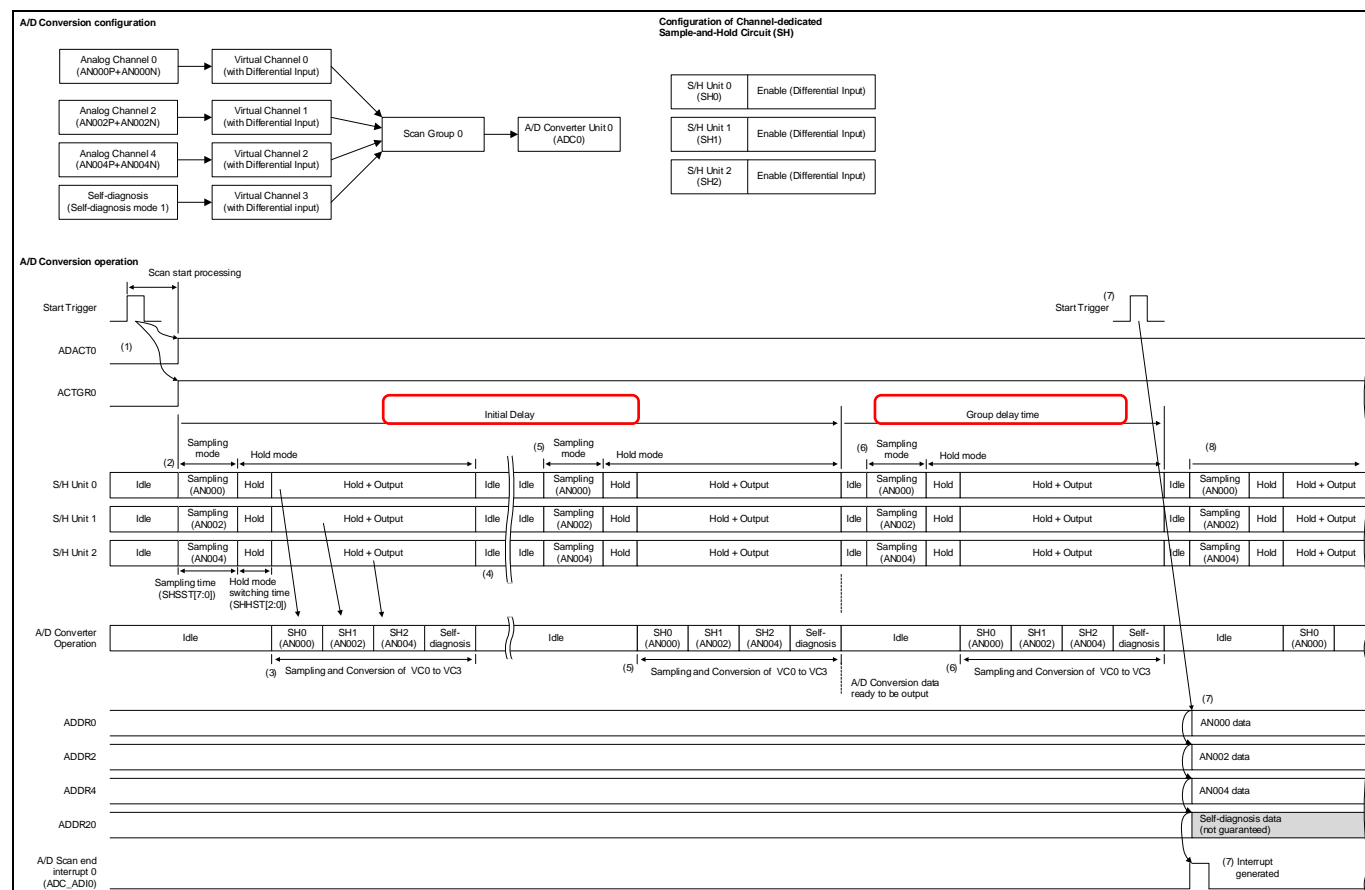 A/D Conversion configuration
Configuration of Channel-dedicated
Sample-and-Hold Circuit (SH)
Analog Channel 0
(AN000P+AN000N)
Virtual Channel 0
(with Differential Input)
Analog Channel 2
(AN002P+AN002N)
Virtual Channel 1
(with Differential Input)
Analog Channel 4
(AN004P+AN004N)
Virtual Channel 2
(with Differential Input)
Self-diagnosis
(Self-diagnosis mode 1)
Virtual Channel 3
(with Differential input)
Scan Group 0
A/D Converter Unit 0
(ADC0)
S/H Unit 0
(SH0)
Enable (Differential Input)
S/H Unit 1
(SH1)
Enable (Differential Input)
S/H Unit 2
(SH2)
Enable (Differential Input)
A/D Conversion operation
Scan start processing
Start Trigger
(7)
Start Trigger
(1)
ADACT0
ACTGR0
Initial Delay
Group delay time
(2)
Sampling
mode
Hold mode
(5)
Sampling
mode
Hold mode
(6)
Sampling
mode
Hold mode
(8)
S/H Unit 0
Idle
Sampling
(AN000)
Hold
Hold + Output
Idle
Idle
Sampling
(AN000)
Hold
Hold + Output
Idle
Sampling
(AN000)
Hold
Hold + Output
Idle
Sampling
(AN000)
Hold
Hold + Output
S/H Unit 1
Idle
Sampling
(AN002)
Hold
Hold + Output
Idle
Idle
Sampling
(AN002)
Hold
Hold + Output
Idle
Sampling
(AN002)
Hold
Hold + Output
Idle
Sampling
(AN002)
Hold
Hold + Output
S/H Unit 2
Idle
Sampling
(AN004)
Hold
Hold + Output
Idle
Idle
Sampling
(AN004)
Hold
Hold + Output
Idle
Sampling
(AN004)
Hold
Hold + Output
Idle
Sampling
(AN004)
Hold
Hold + Output
Sampling time
(SHSST[7:0])
Hold mode
switching time
(SHHST[2:0])
(4)
A/D Converter
Operation
Idle
SH0
(AN000)
SH1
(AN002)
SH2
(AN004)
Self-
diagnosis
Idle
SH0
(AN000)
SH1
(AN002)
SH2
(AN004)
Self-
diagnosis
Idle
SH0
(AN000)
SH1
(AN002)
SH2
(AN004)
Self-
diagnosis
Idle
SH0
(AN000)
(3) Sampling and Conversion of VC0 to VC3
(5) Sampling and Conversion of VC0 to VC3
A/D Conversion data
ready to be output
(6) Sampling and Conversion of VC0 to VC3
(7)
ADDR0
AN000 data
ADDR2
AN002 data
ADDR4
AN004 data
ADDR20
Self-diagnosis data
(not guaranteed)
A/D Scan end
interrupt 0
(ADC_ADI0)
(7) Interrupt
generated